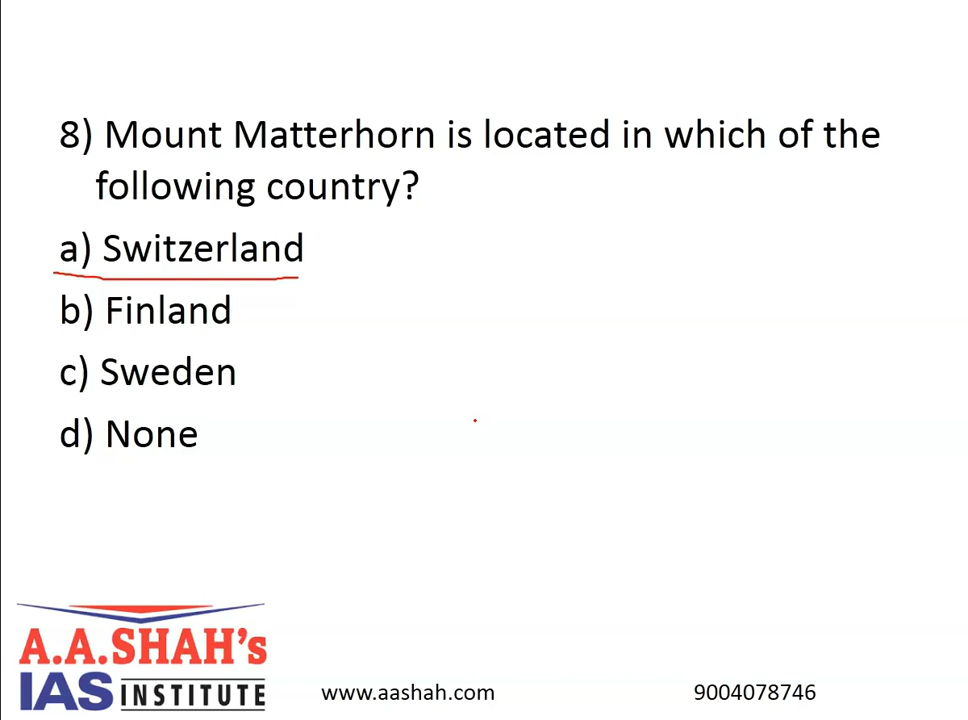 8) Mount Matterhorn is located in which of the
following country?
a) Switzerland
b) Finland
c) Sweden
d) None
A.A.SHAH's
IAS INSTITUTE
www.aashah.com
9004078746